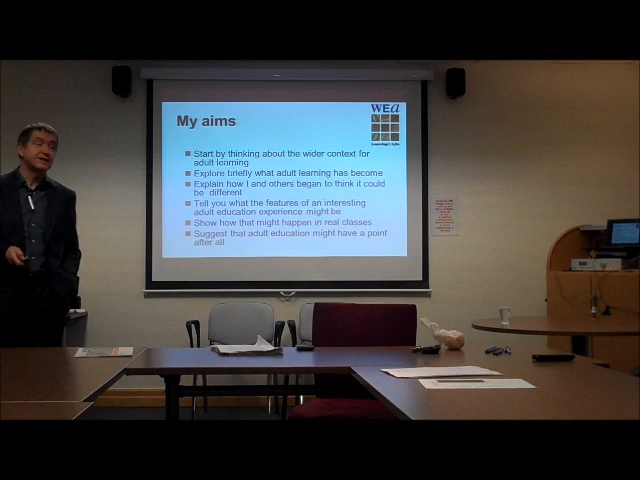 My aims
WEa
Learning for Life
Start by thinking about the wider context for
adult learning
Explore briefly what adult learning has become
Explain how I and others began to think it could
be different
Tell you what the features of an interesting
adult education experience might be
Show how that might happen in real classes
Suggest that adult education might have a point
after all